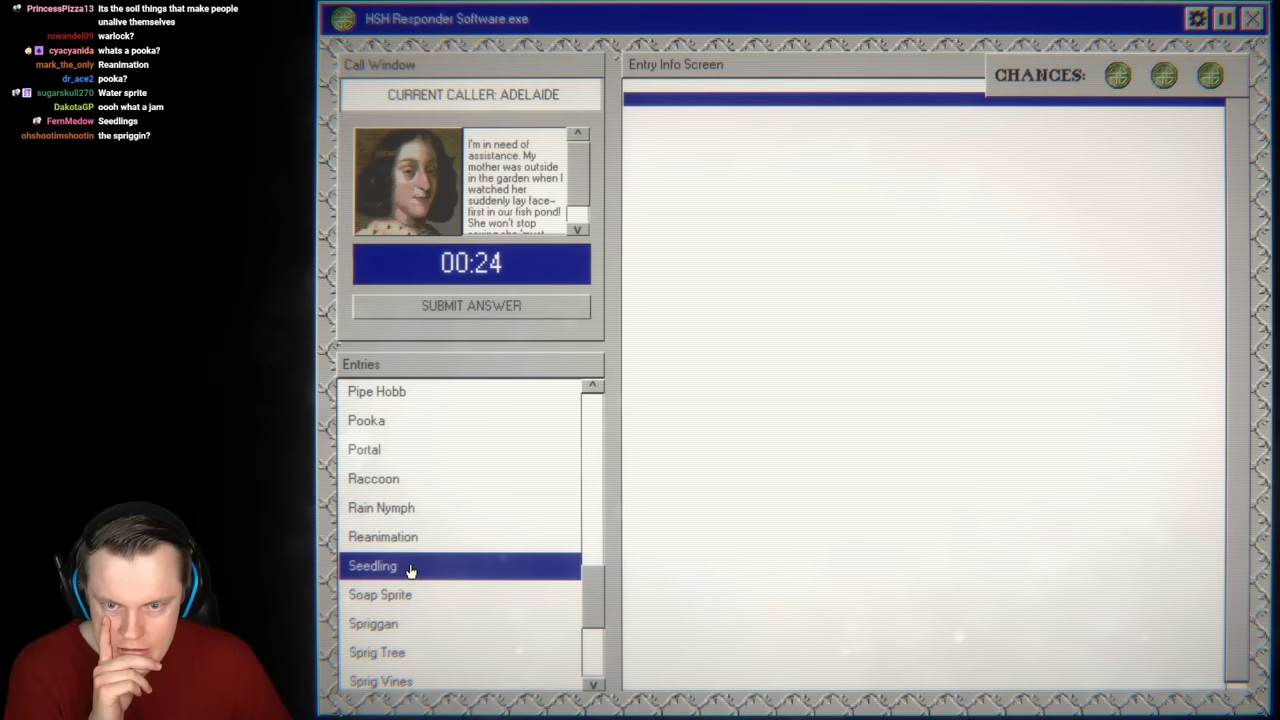 PrincessPizza13 Its the soil things that make people
unalive themselves
rowandel09 warlock?
cyacyanida whats a pooka?
mark_the_only Reanimation
dr_ace2 pooka?
sugarskull270 Water sprite
DakotaGP oooh what a jam
FernMedow Seedlings
ohshootimshootin the spriggin?
HSH Responder Software.exe
Call Window
CURRENT CALLER: ADELAIDE
I'm in need of
assistance. My
mother was outside
in the garden when I
watched her
suddenly lay face-
first in our fish pond!
She won't stop
saying she 'must
00:24
SUBMIT ANSWER
Entries
Pipe Hobb
Pooka
Portal
Raccoon
Rain Nymph
Reanimation
Seedling
Soap Sprite
Spriggan
Sprig Tree
Sprig Vines
Entry Info Screen
CHANCES: